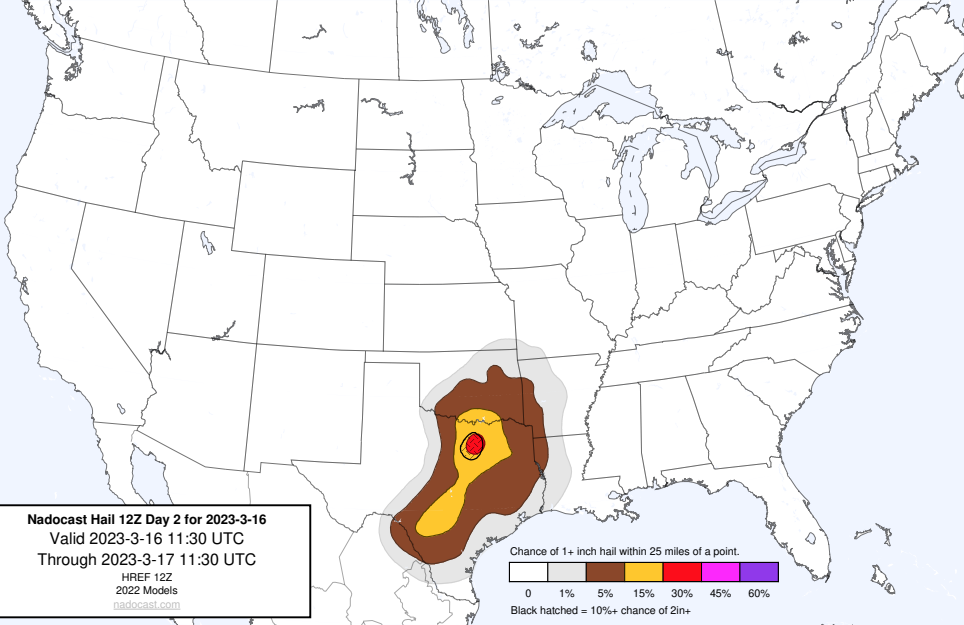 Nadocast Hail 12Z Day 2 for 2023-3-16
Valid 2023-3-16 11:30 UTC
Through 2023-3-17 11:30 UTC
HREF 12Z
2022 Models
nadocast.com
Chance of 1+ inch hail within 25 miles of a point.
0 1% 5% 15% 30% 45% 60%
Black hatched = 10%+ chance of 2in+